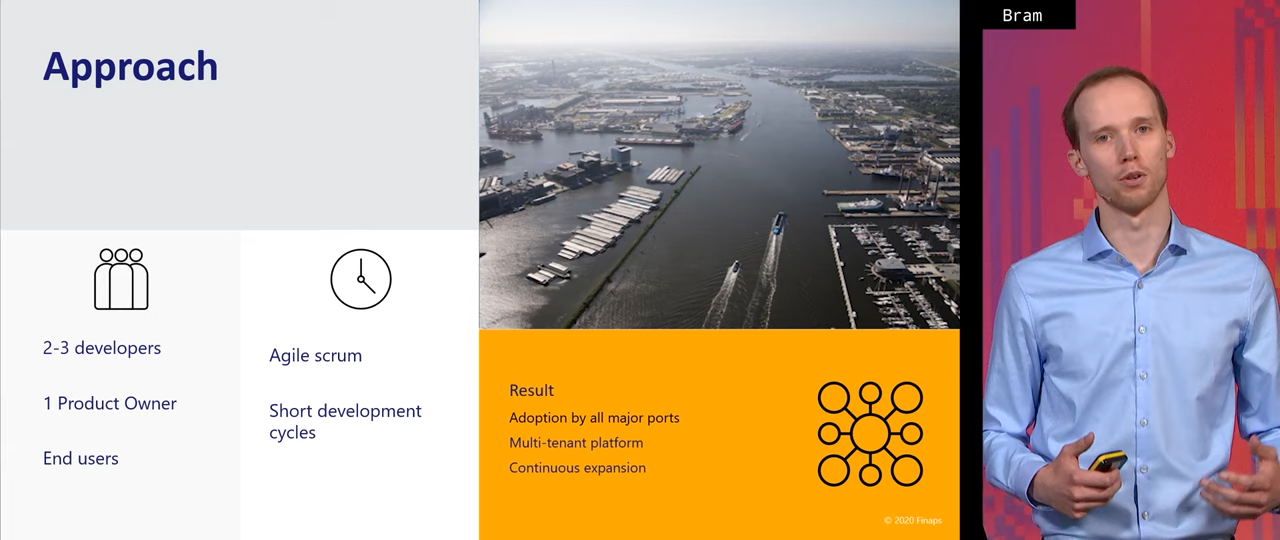 Approach
2-3 developers
1 Product Owner
End users
Agile scrum
Short development
cycles
Result
Adoption by all major ports
Multi-tenant platform
Continuous expansion
© 2020 Finaps
Bram